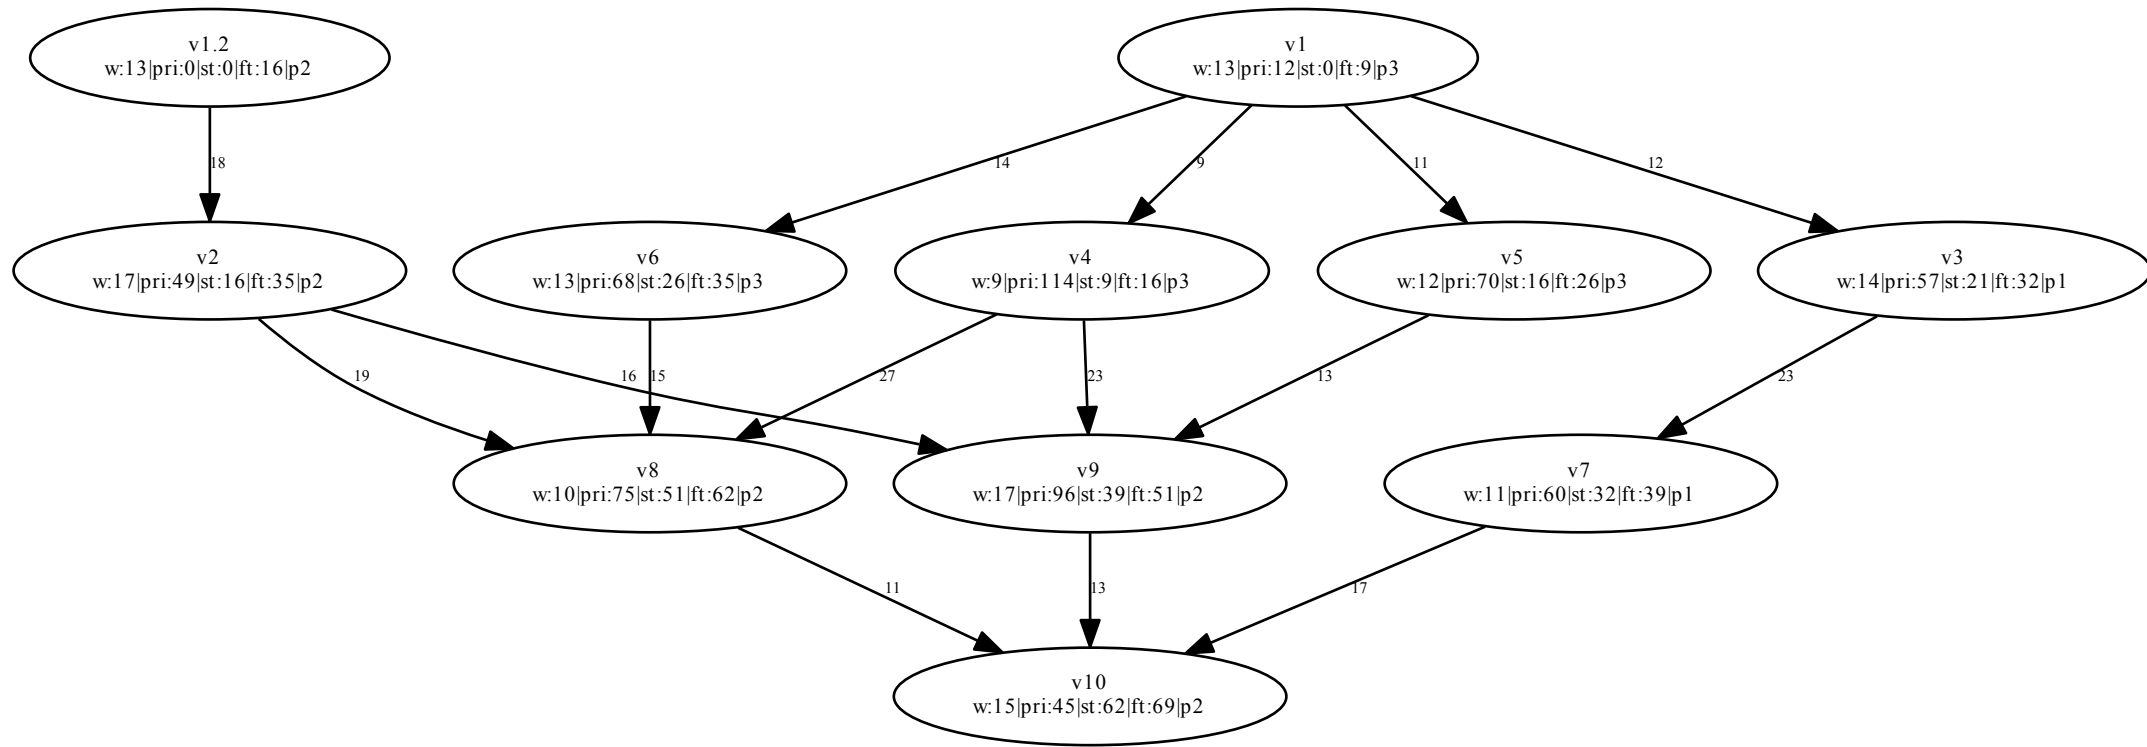 v1.2
w:13|pri:0|st:0|ft:16|p2
v1
w:13|pri:12|st:0|ft:9|p3
18
14
9
11
12
v2
w:17|pri:49|st:16|ft:35|p2
v6
w:13|pri:68|st:26|ft:35|p3
v4
w:9|pri:114|st:9|ft:16|p3
v5
w:12|pri:70|st:16|ft:26|p3
v3
w:14|pri:57|st:21|ft:32|p1
19
16
15
27
23
13
23
v8
w:10|pri:75|st:51|ft:62|p2
v9
w:17|pri:96|st:39|ft:51|p2
v7
w:11|pri:60|st:32|ft:39|p1
11
13
17
v10
w:15|pri:45|st:62|ft:69|p2